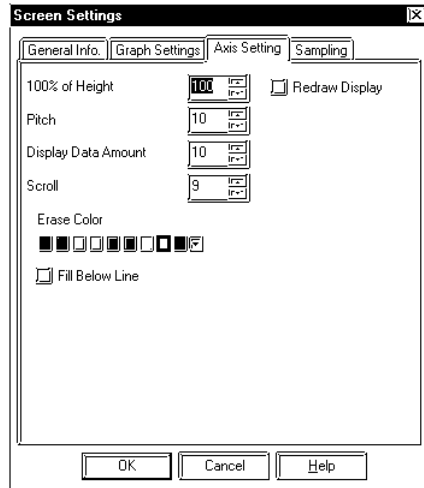 Screen Settings
General Info. Graph Settings Axis Setting Sampling
100% of Height 100 Redraw Display
Pitch 10
Display Data Amount 10
Scroll 9
Erase Color
Fill Below Line
OK Cancel Help